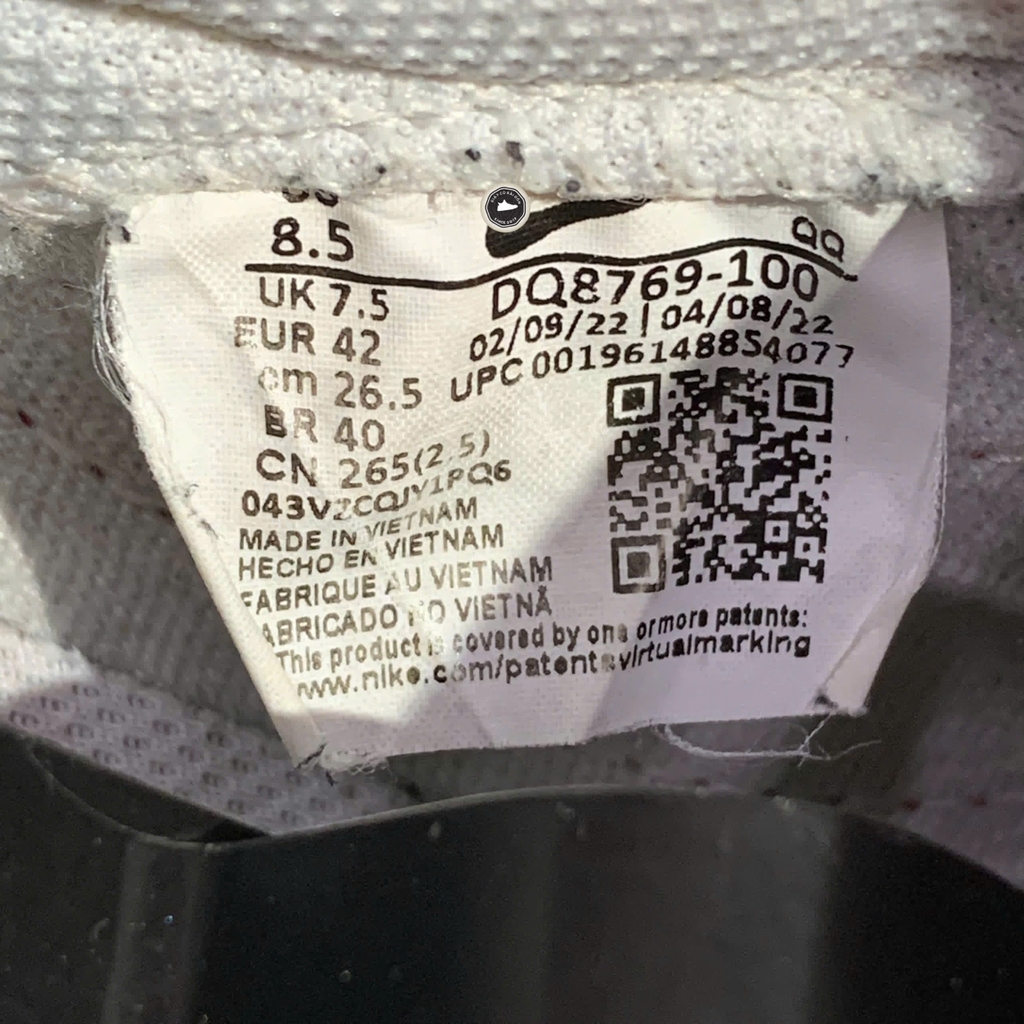 8.5
QQ
UK 7.5
DQ8769-100
EUR 42
02/09/22 | 04/08/22
cm 26.5
UPC 00196148854077
BR 40
CN 265(2.5)
043VZCQJY1PQ6
MADE IN VIETNAM
HECHO EN VIETNAM
FABRIQUE AU VIETNAM
ABRICADO NO VIETNÃ
This product is covered by one or more patents:
www.nike.com/patentsvirtualmarking